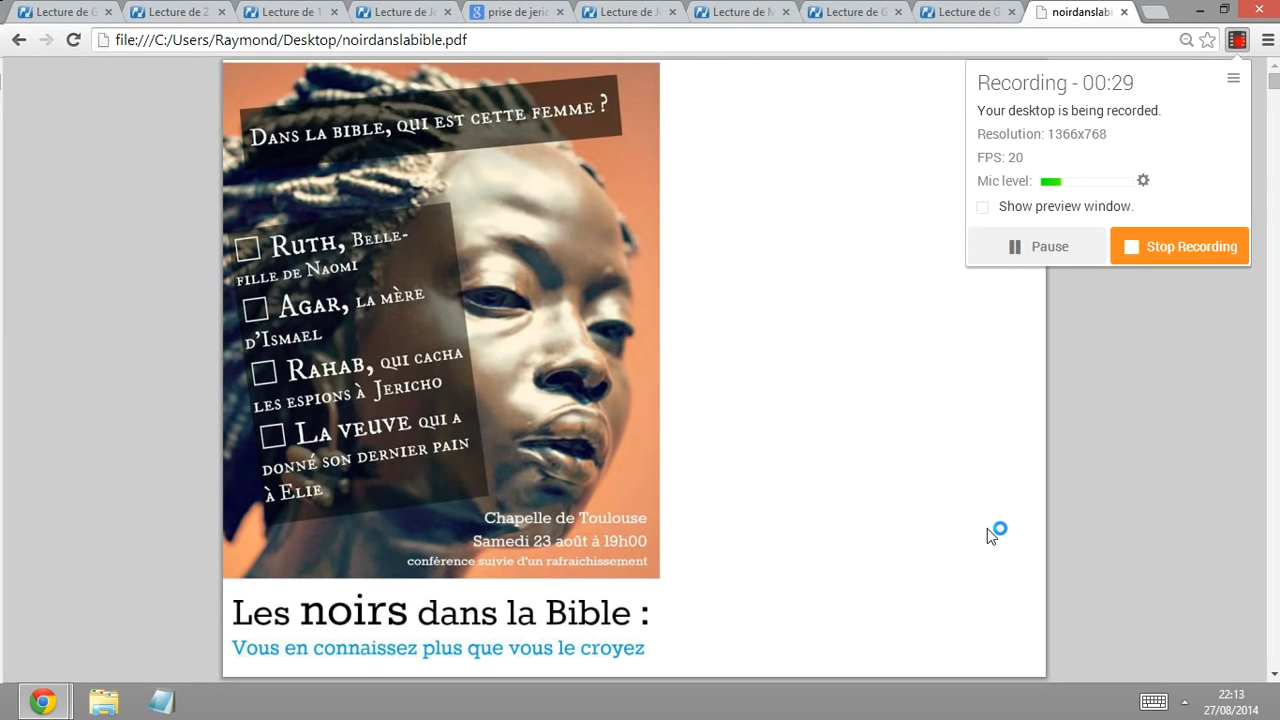 Lecture de G
Lecture de 2
Lecture de 1
Lecture de J
prise de jeric
Lecture de J
Lecture de M
Lecture de G
Lecture de G
noirdanslabi
file:///C:/Users/Raymond/Desktop/noirdanslabible.pdf
Recording - 00:29
Your desktop is being recorded.
Resolution: 1366x768
FPS: 20
Mic level:
Show preview window.
Pause
Stop Recording
Dans la bible, qui est cette femme ?
Ruth, Belle-
fille de Naomi
Agar, la mère
d'Ismael
Rahab, qui cacha
les espions à Jericho
La veuve qui a
donné son dernier pain
à Elie
Chapelle de Toulouse
Samedi 23 août à 19h00
conférence suivie d'un rafraichissement
Les noirs dans la Bible :
Vous en connaissez plus que vous le croyez
22:13
27/08/2014